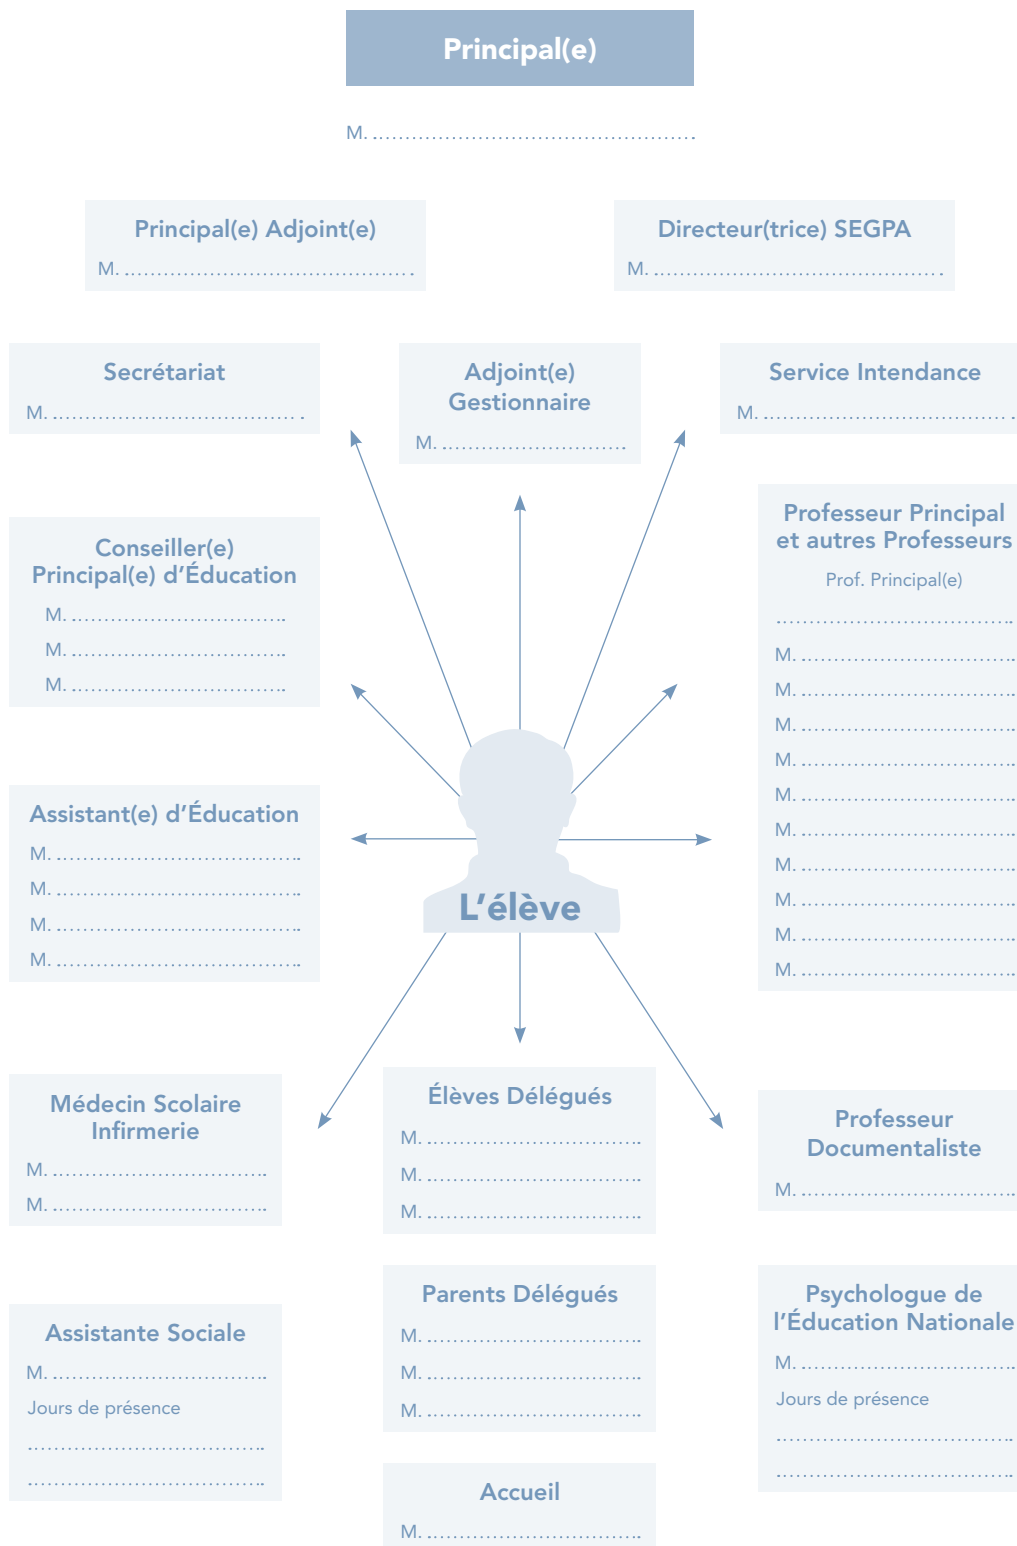 Principal(e)
M. ................................................
Principal(e) Adjoint(e)
M. ............................................
Directeur(trice) SEGPA
M. ............................................
Secrétariat
M. ......................................
Adjoint(e)
Gestionnaire
M. ............................
Service Intendance
M. ......................................
Conseiller(e)
Principal(e) d’Éducation
M. ................................
M. ................................
M. ................................
Professeur Principal
et autres Professeurs
Prof. Principal(e)
....................................
M. ................................
M. ................................
M. ................................
M. ................................
M. ................................
M. ................................
M. ................................
M. ................................
M. ................................
M. ................................
Assistant(e) d’Éducation
M. .....................................
M. .....................................
M. .....................................
M. .....................................
L’élève
Médecin Scolaire
Infirmerie
M. ................................
M. ................................
Élèves Délégués
M. ................................
M. ................................
M. ................................
Professeur
Documentaliste
M. ................................
Assistante Sociale
M. ................................
Jours de présence
....................................
....................................
Parents Délégués
M. ................................
M. ................................
M. ................................
Psychologue de
l’Éducation Nationale
M. ................................
Jours de présence
....................................
....................................
Accueil
M. ................................